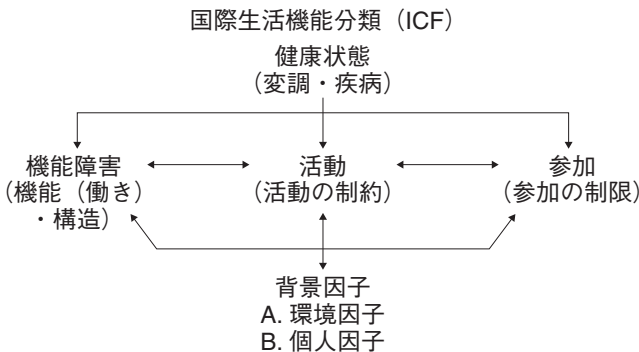 国際生活機能分類（ICF）
健康状態
（変調・疾病）
機能障害
（機能（働き）
・構造）
活動
（活動の制約）
参加
（参加の制限）
背景因子
A. 環境因子
B. 個人因子